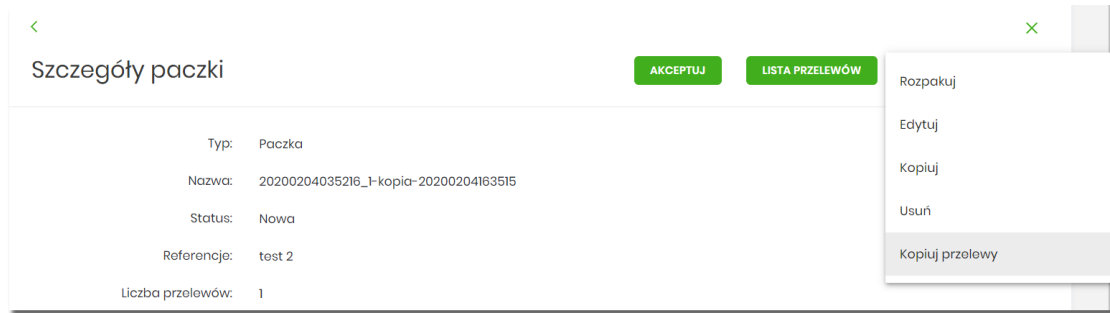 Szczegóły paczki
AKCEPTUJ
LISTA PRZELEWÓW
Rozpakuj
Edytuj
Kopiuj
Usuń
Kopiuj przelewy
Typ: Paczka
Nazwa: 20200204035216_1-kopia-20200204163515
Status: Nowa
Referencje: test 2
Liczba przelewów: 1